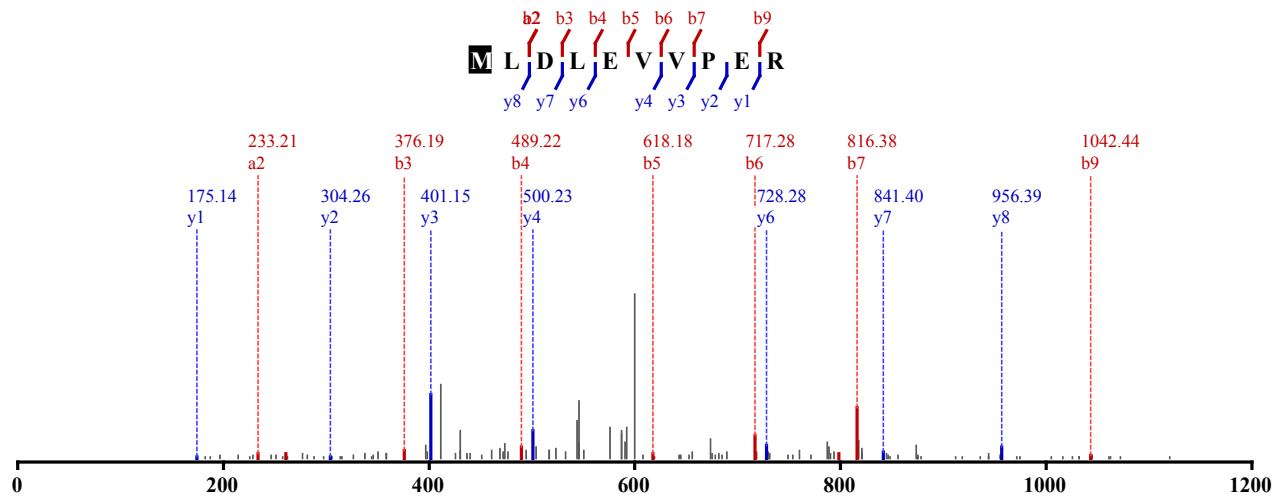 a2 b3 b4 b5 b6 b7 b9
M L D L E V V P E R
y8 y7 y6 y4 y3 y2 y1
233.21 376.19 489.22 618.18 717.28 816.38 1042.44
a2 b3 b4 b5 b6 b7 b9
175.14 304.26 401.15 500.23 728.28 841.40 956.39
y1 y2 y3 y4 y6 y7 y8
0 200 400 600 800 1000 1200